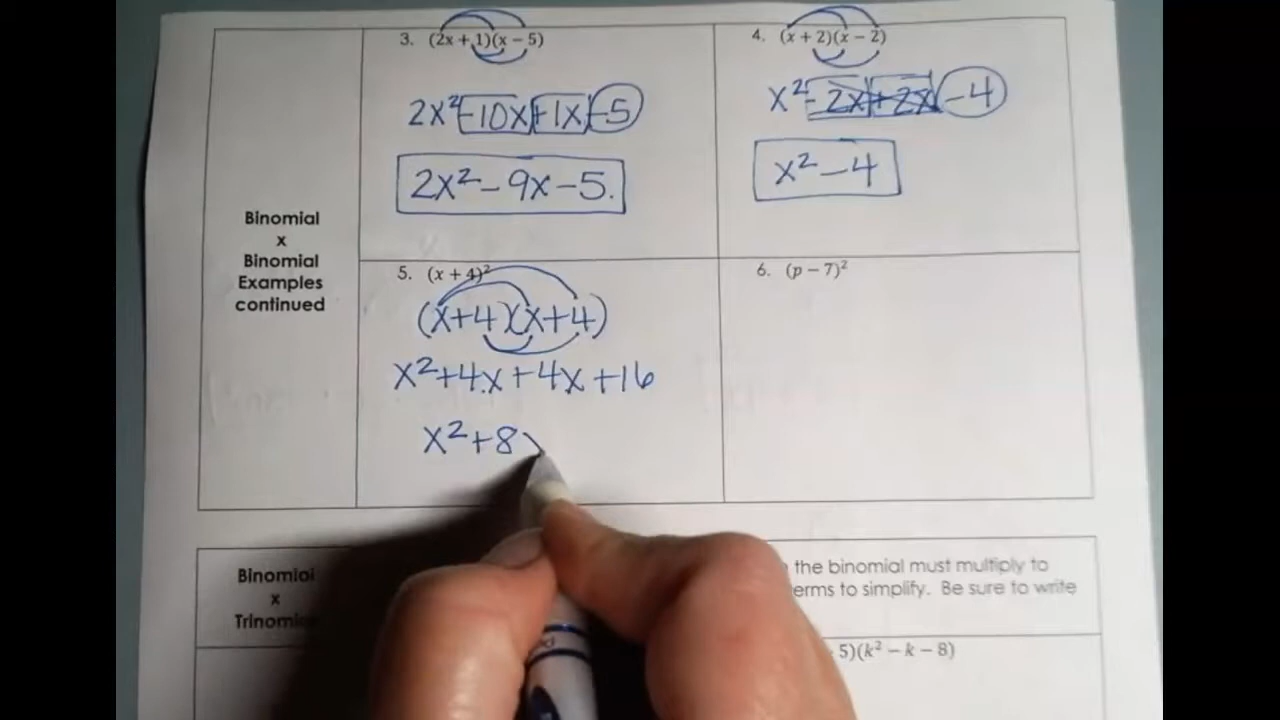 Binomial
x
Binomial
Examples
continued
3. (2x + 1)(x − 5)
2x² −10x +1x −5
2x² − 9x − 5.
4. (x + 2)(x − 2)
x² − 2x + 2x − 4
x² − 4
5. (x + 4)²
(x+4)(x+4)
x² + 4x + 4x + 16
x² + 8
6. (p − 7)²
Binomial
x
the binomial must multiply to
erms to simplify. Be sure to write
5)(k² − k − 8)